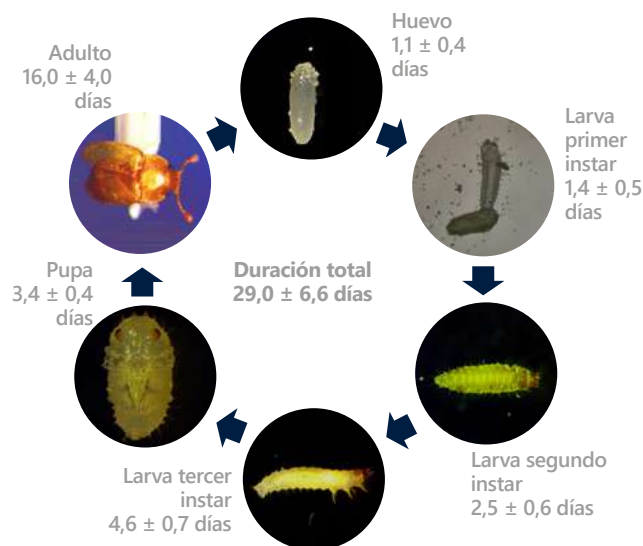 Huevo
1,1 ± 0,4
días
Larva
primer
instar
1,4 ± 0,5
días
Larva segundo
instar
2,5 ± 0,6 días
Larva tercer
instar
4,6 ± 0,7 días
Pupa
3,4 ± 0,4
días
Adulto
16,0 ± 4,0
días
Duración total
29,0 ± 6,6 días